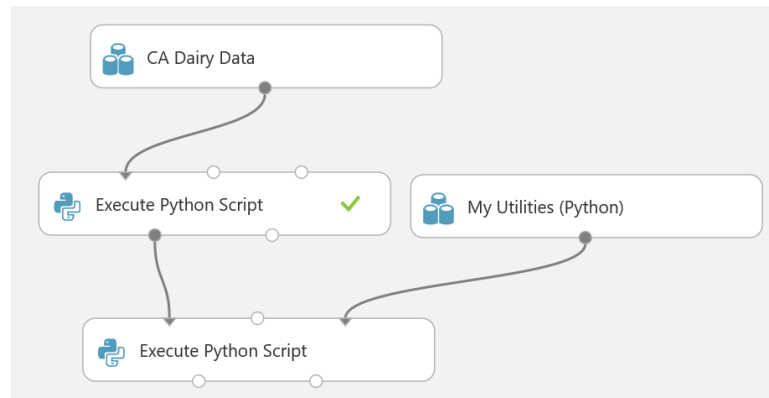 CA Dairy Data
Execute Python Script
My Utilities (Python)
Execute Python Script